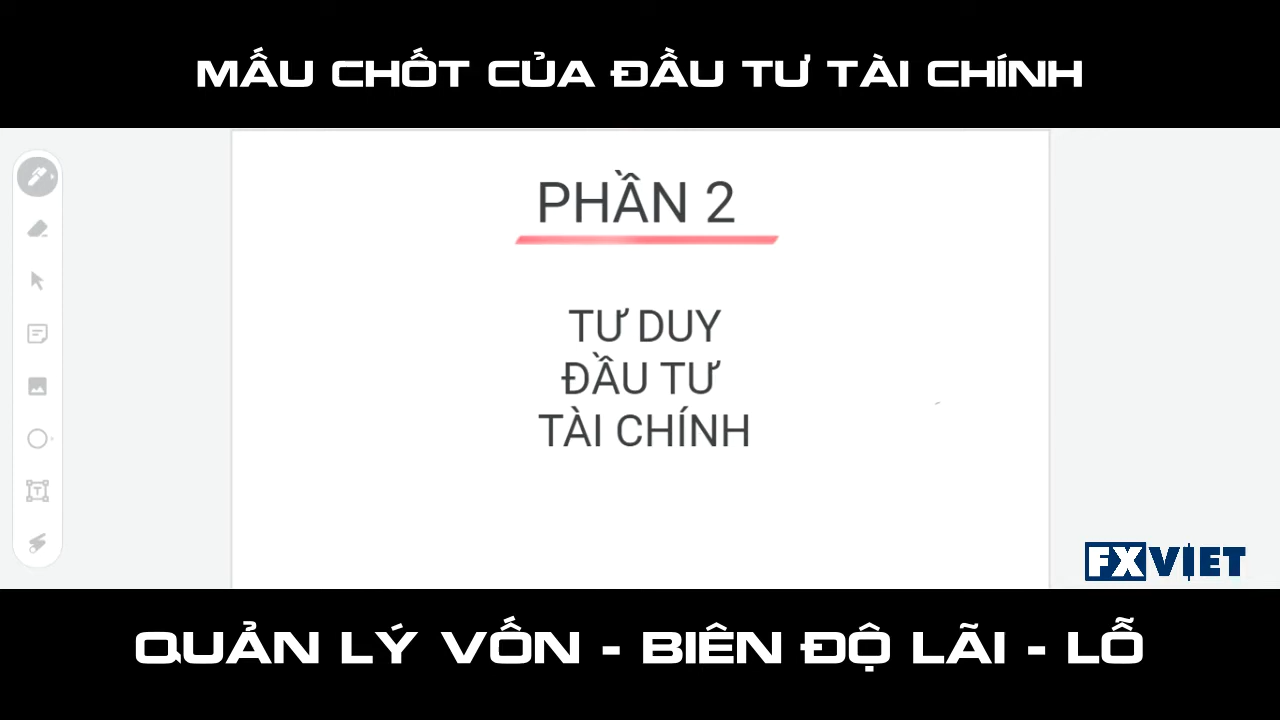 MẤU CHỐT CỦA ĐẦU TƯ TÀI CHÍNH
PHẦN 2
TƯ DUY
ĐẦU TƯ
TÀI CHÍNH
FXVIET
QUẢN LÝ VỐN - BIÊN ĐỘ LÃI - LỖ